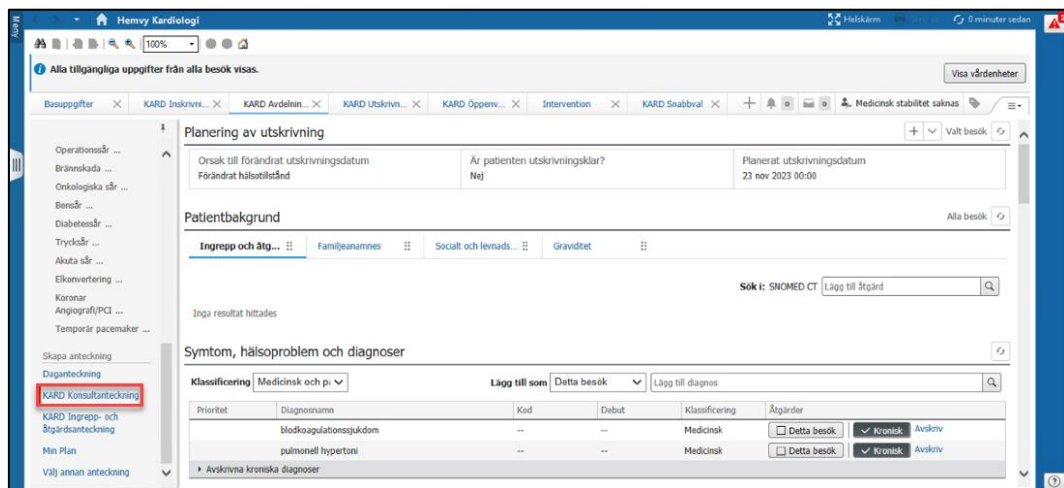 Meny
Hemvy Kardiologi
Helskärm
0 minuter sedan
100%
Alla tillgängliga uppgifter från alla besök visas.
Visa vårdenheter
Basuppgifter
KARD Inskrivni...
KARD Avdelnin...
KARD Utskrivn...
KARD Öppenv...
Intervention
KARD Snabbval
0
0
Medicinsk stabilitet saknas
Operationssår ...
Brännskada ...
Onkologiska sår ...
Bensår ...
Diabetessår ...
Trycksår ...
Akuta sår ...
Elkonvertering ...
Koronar
Angiografi/PCI ...
Temporär pacemaker ...
Skapa anteckning
Daganteckning
KARD Konsultanteckning
KARD Ingrepp- och
åtgärdsanteckning
Min Plan
Välj annan anteckning
Planering av utskrivning
Valt besök
Orsak till förändrat utskrivningsdatum
Förändrat hälsotillstånd
Är patienten utskrivningsklar?
Nej
Planerat utskrivningsdatum
23 nov 2023 00:00
Patientbakgrund
Alla besök
Ingrepp och åtg...
Familjeanamnes
Socialt och levnads...
Graviditet
Sök i: SNOMED CT
Lägg till åtgärd
Inga resultat hittades
Symtom, hälsoproblem och diagnoser
Klassificering
Medicinsk och p
Lägg till som
Detta besök
Lägg till diagnos
Prioritet
Diagnosnamn
Kod
Debut
Klassificering
Åtgärder
blodkoagulationssjukdom
--
--
Medicinsk
Detta besök
Kronisk
Avskriv
pulmonell hypertoni
--
--
Medicinsk
Detta besök
Kronisk
Avskriv
Avskrivna kroniska diagnoser